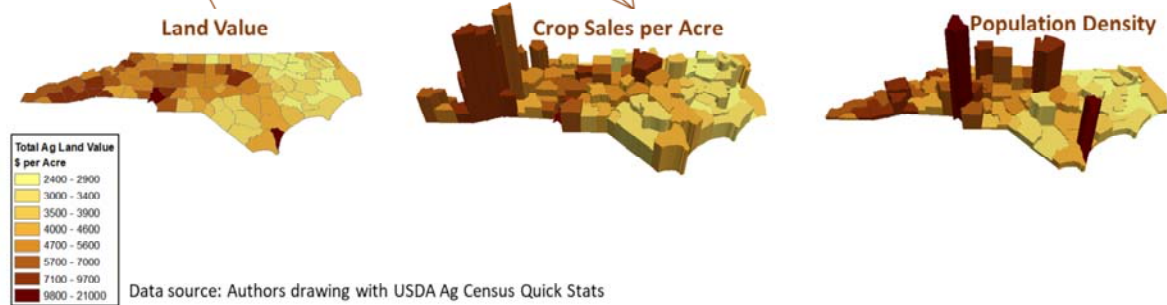 Land Value
Crop Sales per Acre
Population Density
Total Ag Land Value
$ per Acre
2400 - 2900
3000 - 3400
3500 - 3900
4000 - 4600
4700 - 5600
5700 - 7000
7100 - 9700
9800 - 21000
Data source: Authors drawing with USDA Ag Census Quick Stats